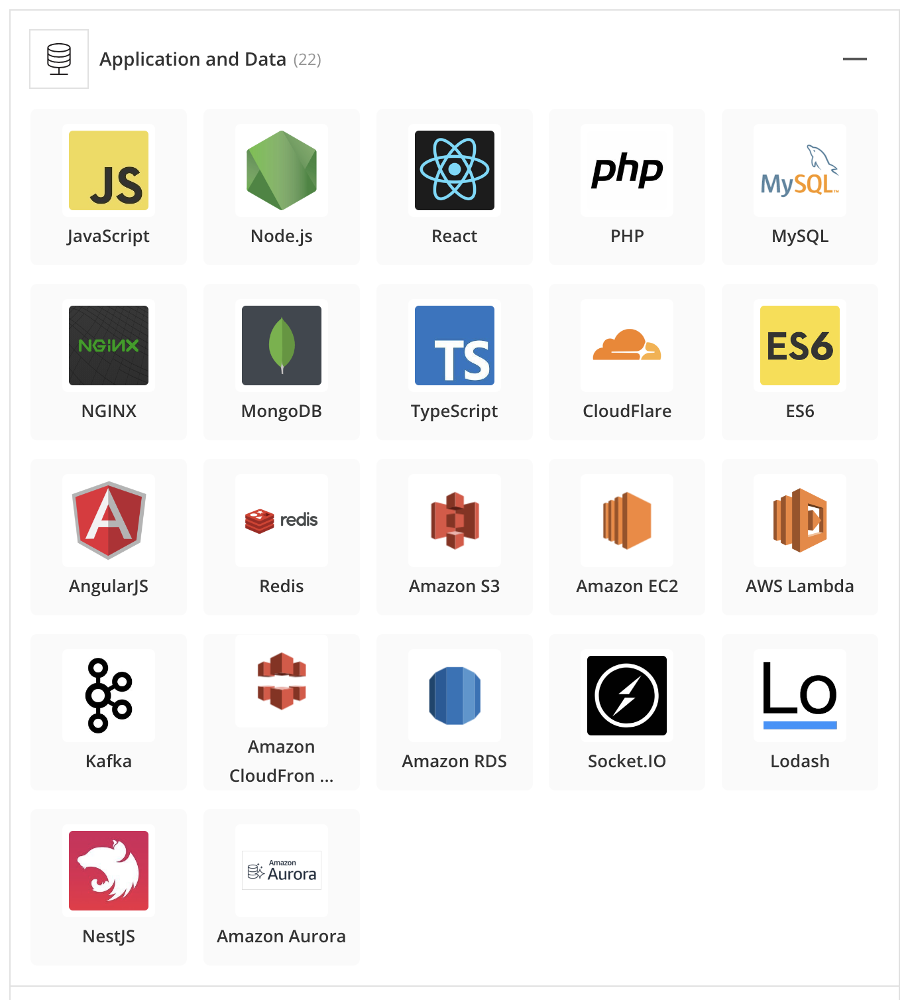 Application and Data (22)
JS
php
MySQL™
JavaScript
Node.js
React
PHP
MySQL
NGINX
TS
ES6
NGINX
MongoDB
TypeScript
CloudFlare
ES6
A
redis
AngularJS
Redis
Amazon S3
Amazon EC2
AWS Lambda
Lo
Kafka
Amazon
CloudFron ...
Amazon RDS
Socket.IO
Lodash
Amazon
Aurora
NestJS
Amazon Aurora